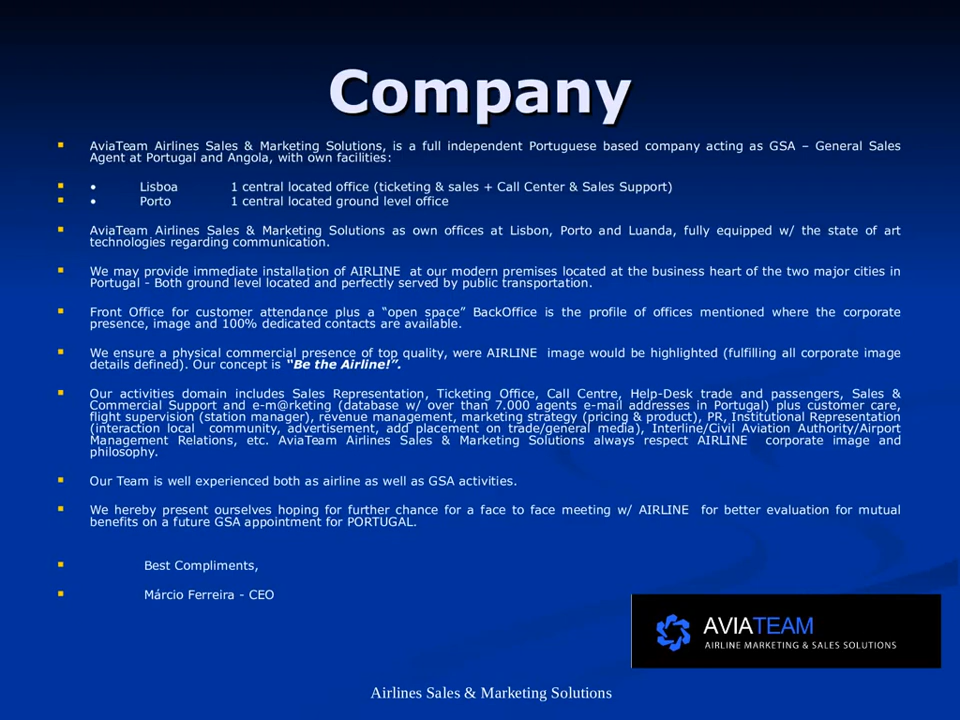 Company
AviaTeam Airlines Sales & Marketing Solutions, is a full independent Portuguese based company acting as GSA – General Sales
Agent at Portugal and Angola, with own facilities:
• Lisboa 1 central located office (ticketing & sales + Call Center & Sales Support)
• Porto 1 central located ground level office
AviaTeam Airlines Sales & Marketing Solutions as own offices at Lisbon, Porto and Luanda, fully equipped w/ the state of art
technologies regarding communication.
We may provide immediate installation of AIRLINE at our modern premises located at the business heart of the two major cities in
Portugal - Both ground level located and perfectly served by public transportation.
Front Office for customer attendance plus a “open space” BackOffice is the profile of offices mentioned where the corporate
presence, image and 100% dedicated contacts are available.
We ensure a physical commercial presence of top quality, were AIRLINE image would be highlighted (fulfilling all corporate image
details defined). Our concept is “Be the Airline!”.
Our activities domain includes Sales Representation, Ticketing Office, Call Centre, Help-Desk trade and passengers, Sales &
Commercial Support and e-m@rketing (database w/ over than 7.000 agents e-mail addresses in Portugal) plus customer care,
flight supervision (station manager), revenue management, marketing strategy (pricing & product), PR, Institutional Representation
(interaction local community, advertisement, add placement on trade/general media), Interline/Civil Aviation Authority/Airport
Management Relations, etc. AviaTeam Airlines Sales & Marketing Solutions always respect AIRLINE corporate image and
philosophy.
Our Team is well experienced both as airline as well as GSA activities.
We hereby present ourselves hoping for further chance for a face to face meeting w/ AIRLINE for better evaluation for mutual
benefits on a future GSA appointment for PORTUGAL.
Best Compliments,
Márcio Ferreira - CEO
AVIATEAM
AIRLINE MARKETING & SALES SOLUTIONS
Airlines Sales & Marketing Solutions